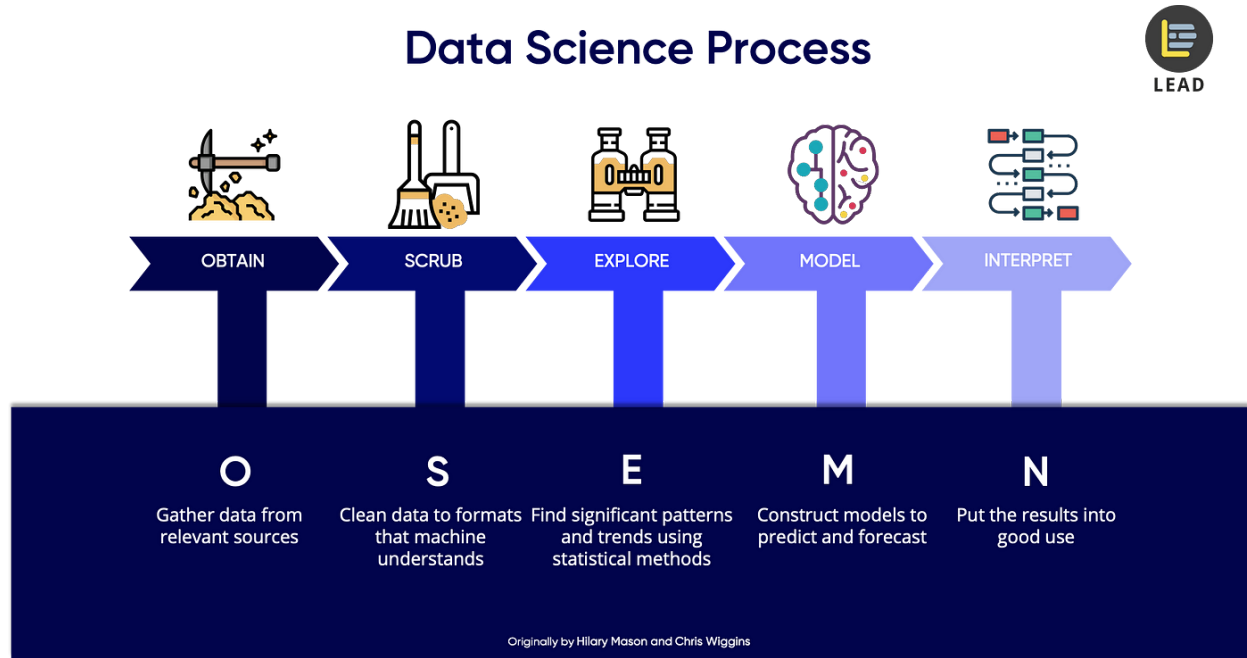 Data Science Process
LEAD
OBTAIN
SCRUB
EXPLORE
MODEL
INTERPRET
O
Gather data from
relevant sources
S
Clean data to formats
that machine
understands
E
Find significant patterns
and trends using
statistical methods
M
Construct models to
predict and forecast
N
Put the results into
good use
Originally by Hilary Mason and Chris Wiggins